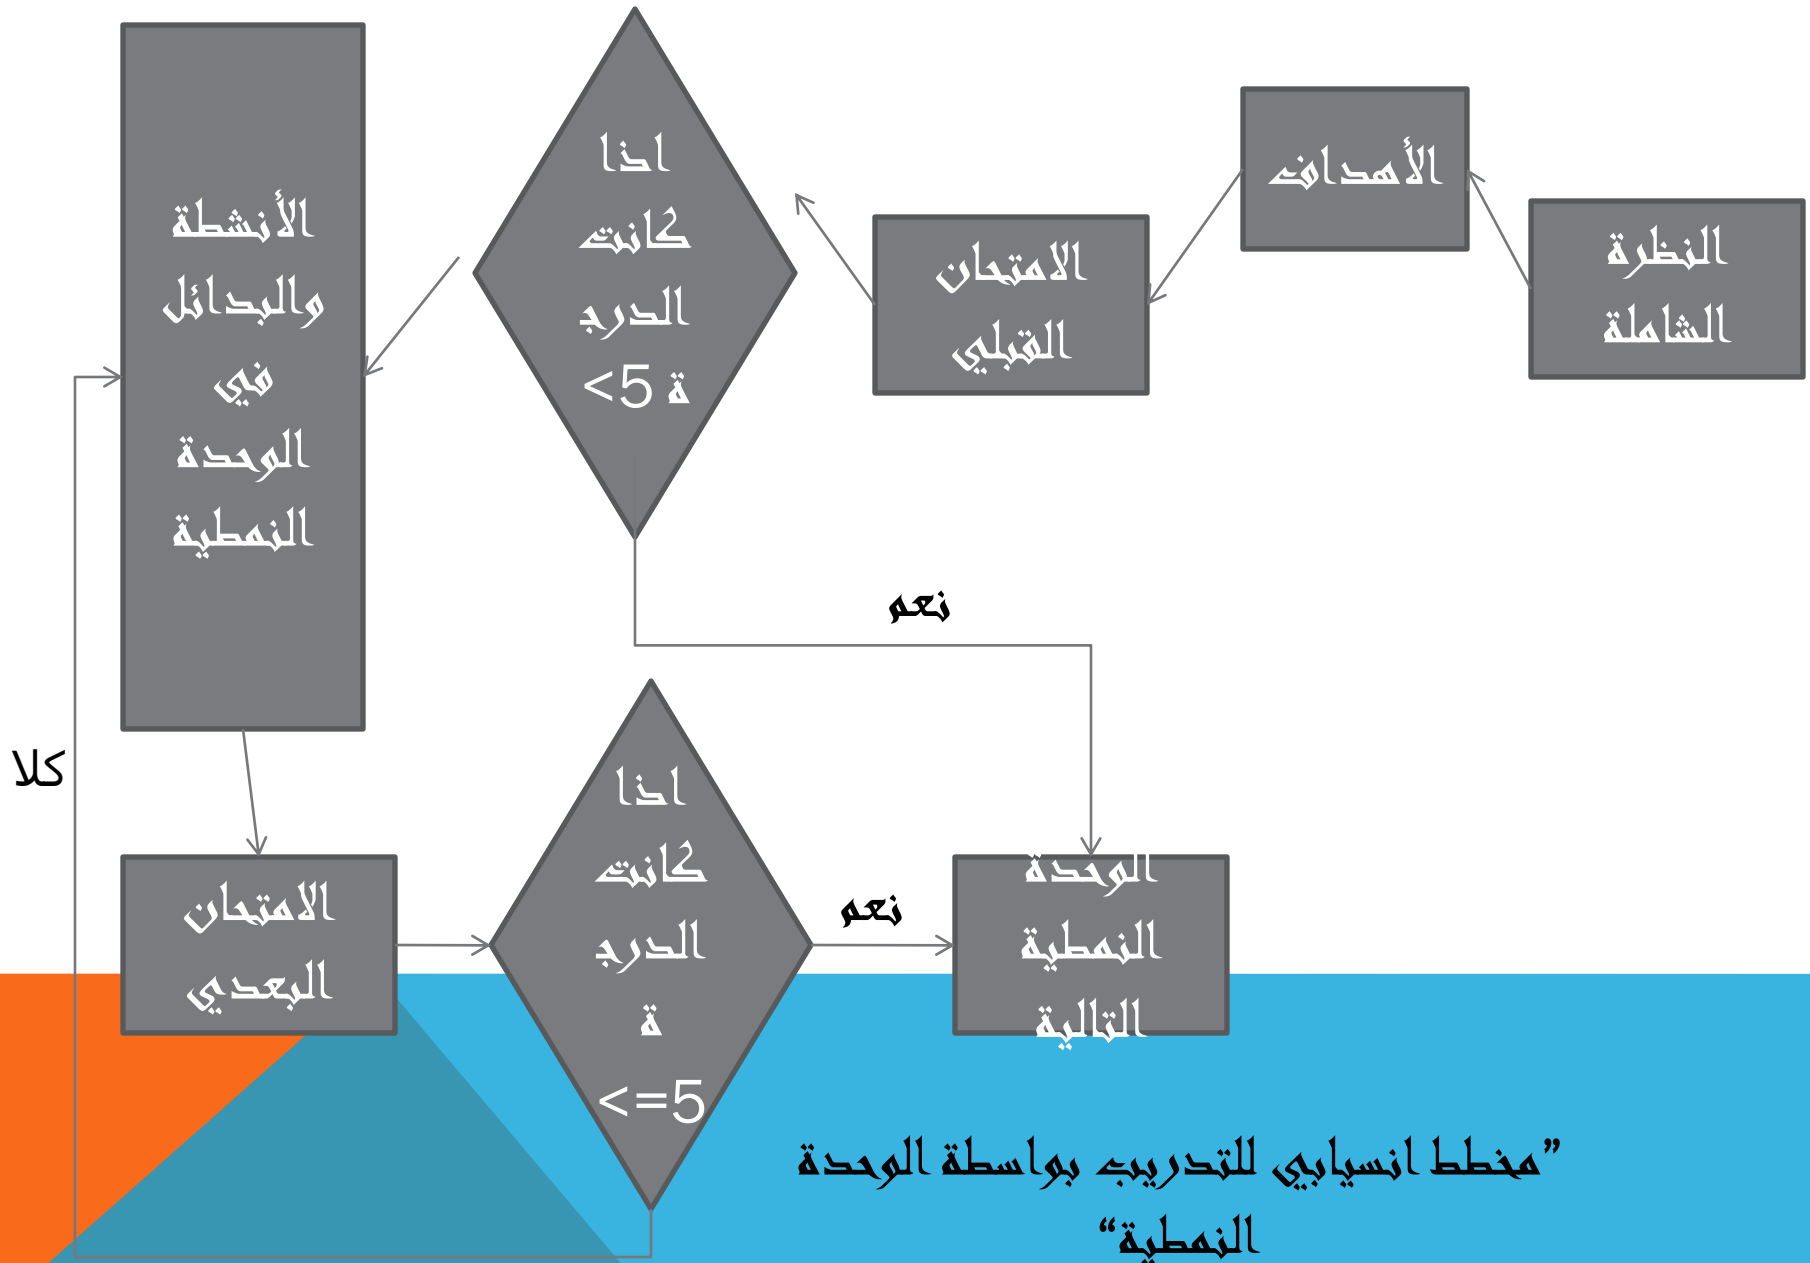 النظرة
الشاملة
الأهداف
الامتحان
القبلي
اذا
كانت
الدرج
ة 5>
الأنشطة
والبدائل
في
الوحدة
النمطية
نعم
كلا
الامتحان
البعدي
اذا
كانت
الدرج
ة
<=5
نعم
الوحدة
النمطية
التالية
”مخطط انسيابي للتدريب بواسطة الوحدة
النمطية“